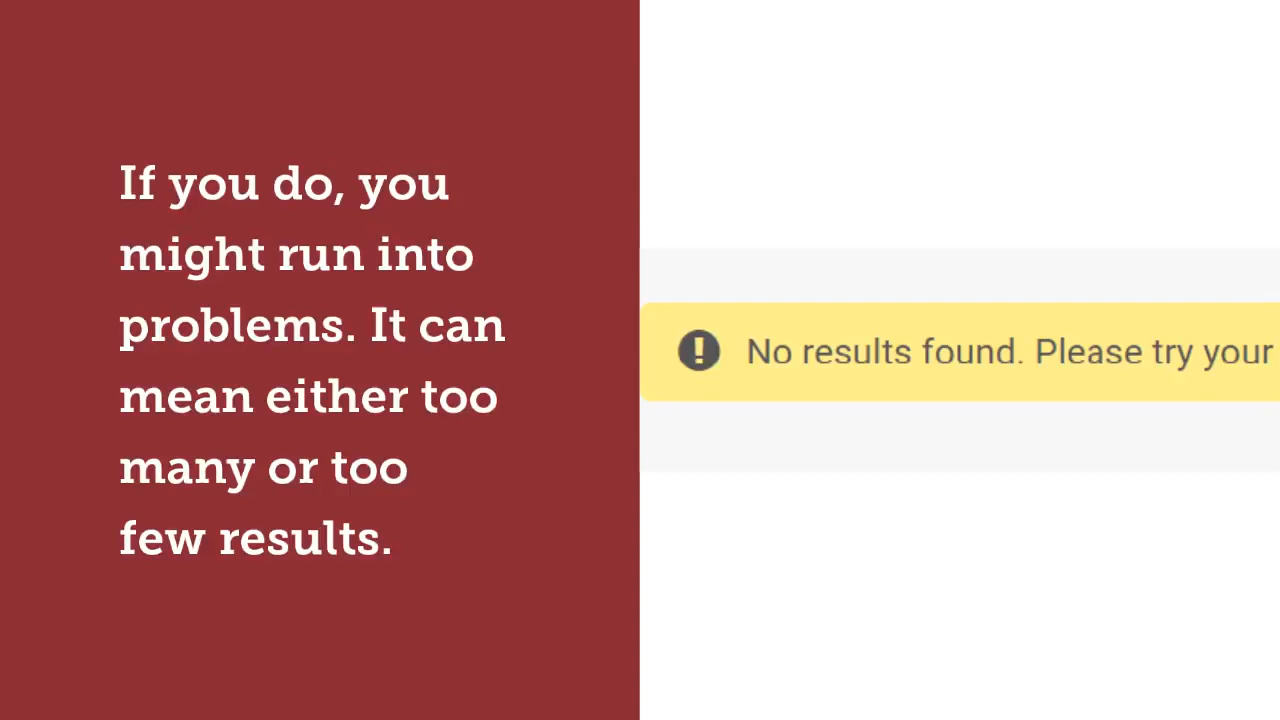 If you do, you
might run into
problems. It can
mean either too
many or too
few results.
No results found. Please try your